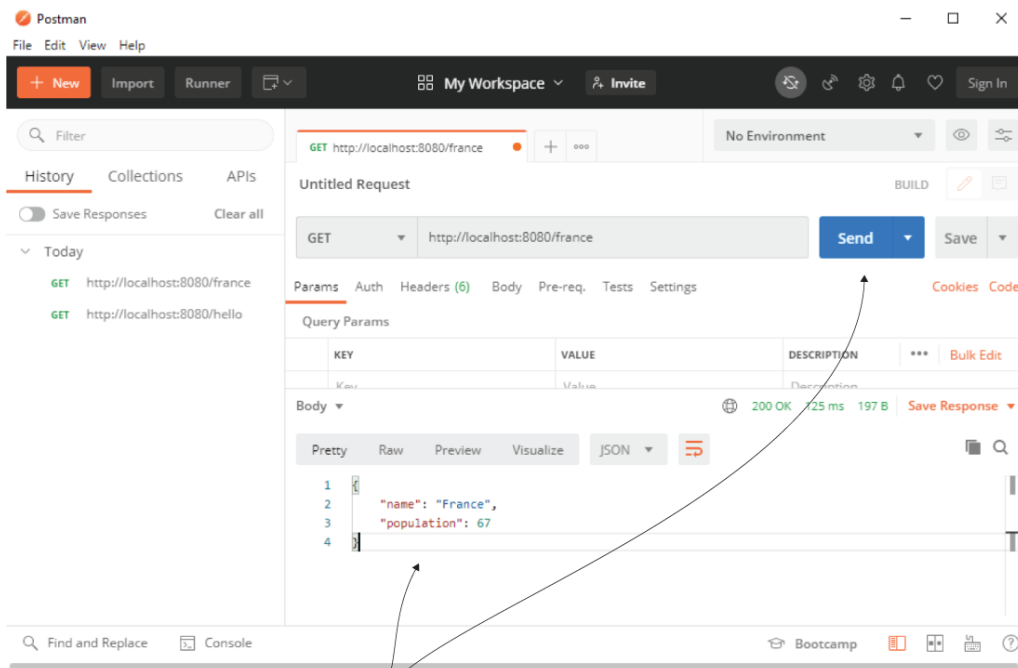 Postman
File Edit View Help
+ New Import Runner My Workspace Invite Sign In
Filter
GET http://localhost:8080/france
No Environment
History Collections APIs
Untitled Request
BUILD
Save Responses Clear all
GET http://localhost:8080/france Send Save
Today
GET http://localhost:8080/france
GET http://localhost:8080/hello
Params Auth Headers (6) Body Pre-req. Tests Settings Cookies Code
Query Params
KEY VALUE DESCRIPTION ••• Bulk Edit
Key Value Description
Body 200 OK 125 ms 197 B Save Response
Pretty Raw Preview Visualize JSON
1 {
2 "name": "France",
3 "population": 67
4 }
Find and Replace Console Bootcamp ?